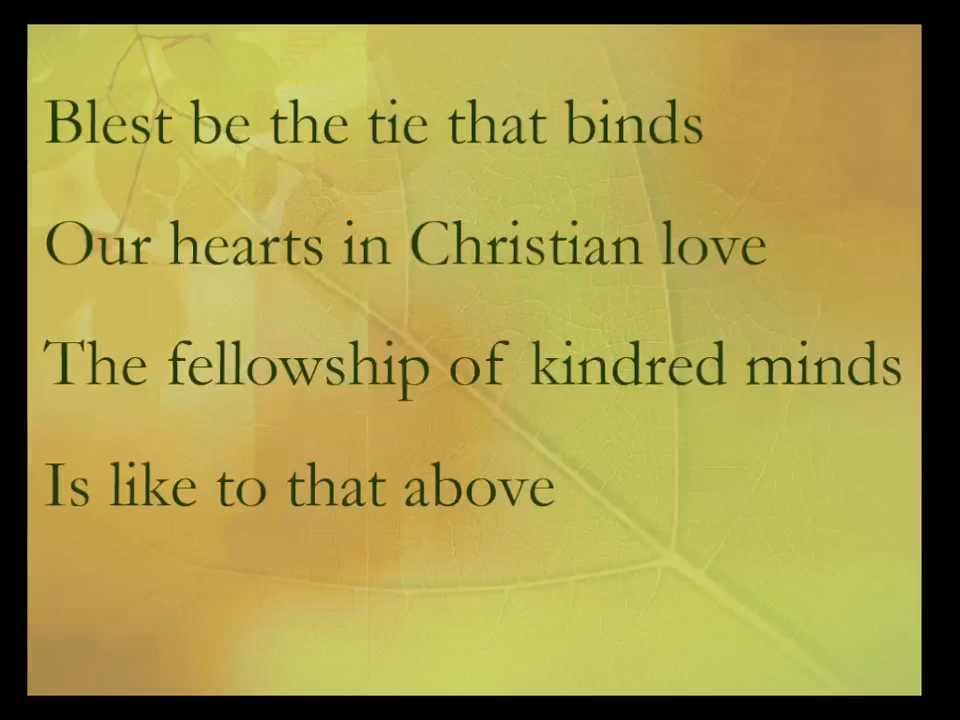 Blest be the tie that binds
Our hearts in Christian love
The fellowship of kindred minds
Is like to that above